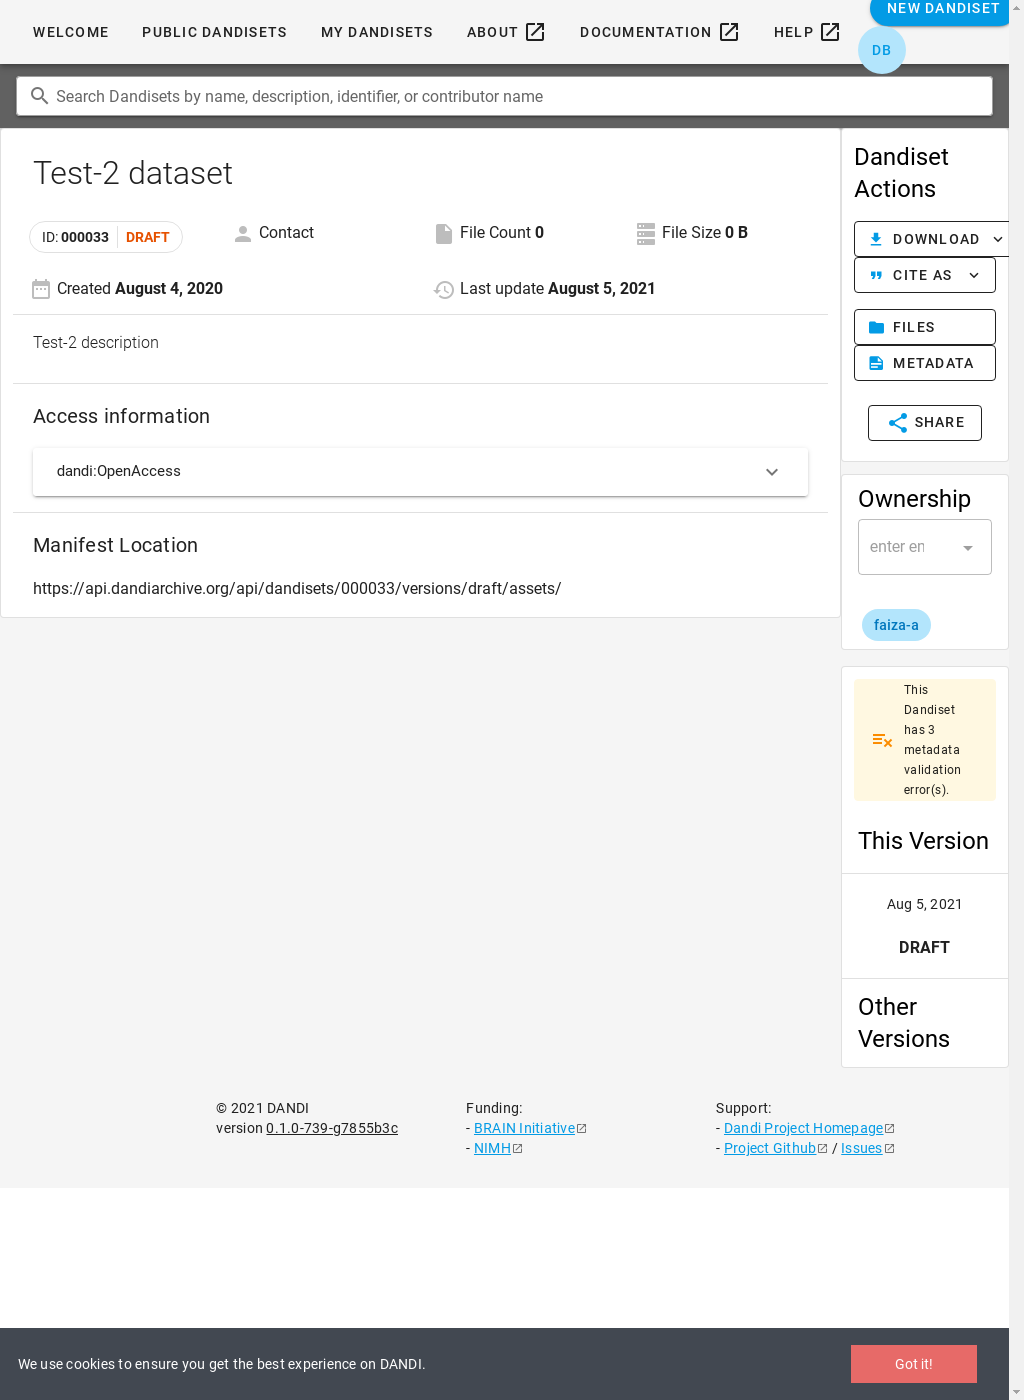 WELCOME PUBLIC DANDISETS MY DANDISETS ABOUT DOCUMENTATION HELP NEW DANDISET
DB
Search Dandisets by name, description, identifier, or contributor name
Test-2 dataset
ID: 000033 DRAFT
Contact
File Count 0
File Size 0 B
Created August 4, 2020
Last update August 5, 2021
Test-2 description
Access information
dandi:OpenAccess
Manifest Location
https://api.dandiarchive.org/api/dandisets/000033/versions/draft/assets/
Dandiset
Actions
DOWNLOAD
CITE AS
FILES
METADATA
SHARE
Ownership
enter en
faiza-a
This
Dandiset
has 3
metadata
validation
error(s).
This Version
Aug 5, 2021
DRAFT
Other
Versions
© 2021 DANDI
version 0.1.0-739-g7855b3c
Funding:
- BRAIN Initiative
- NIMH
Support:
- Dandi Project Homepage
- Project Github / Issues
We use cookies to ensure you get the best experience on DANDI.
Got it!